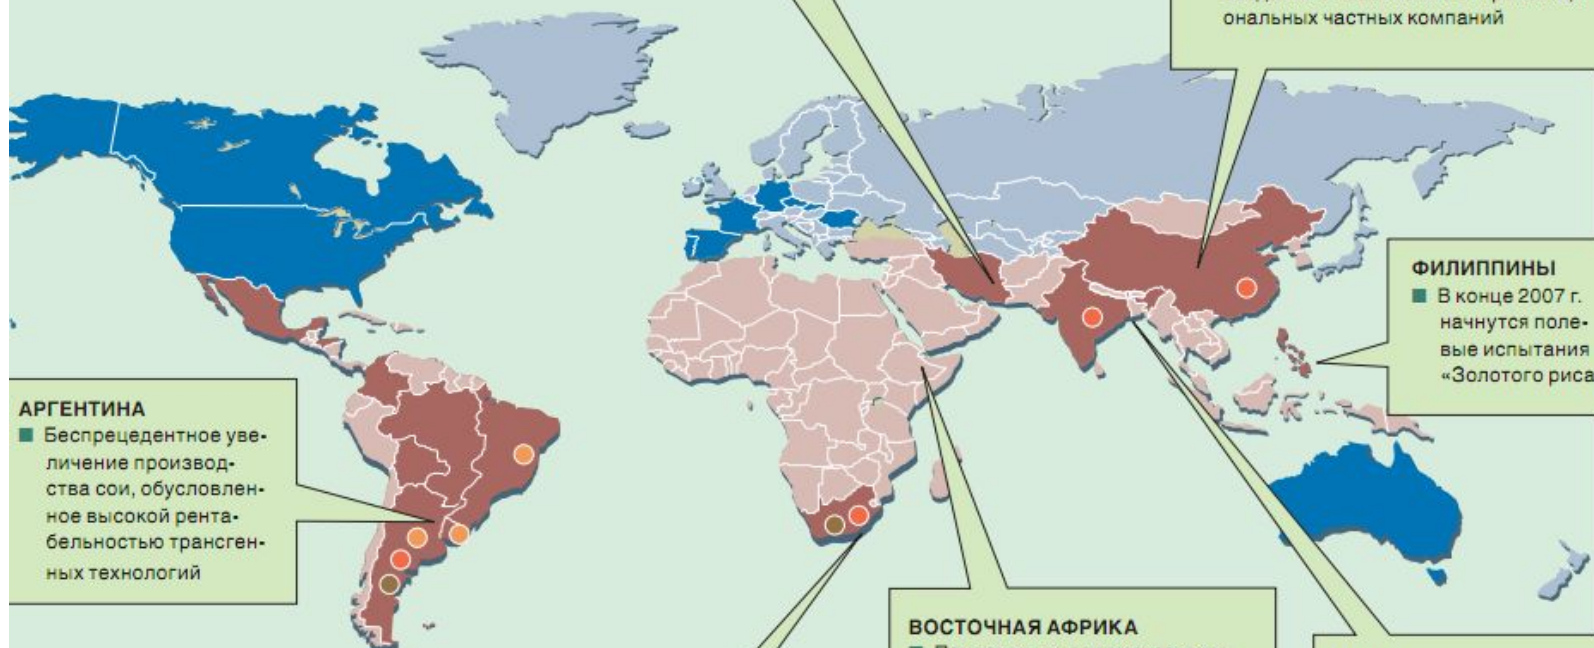 ональных частных компаний
ФИЛИППИНЫ
■ В конце 2007 г.
начнутся поле-
вые испытания
«Золотого риса
АРГЕНТИНА
■ Беспрецедентное уве-
личение производ-
ства сои, обусловлен-
ное высокой рента-
бельностью трансген-
ных технологий
ВОСТОЧНАЯ АФРИКА